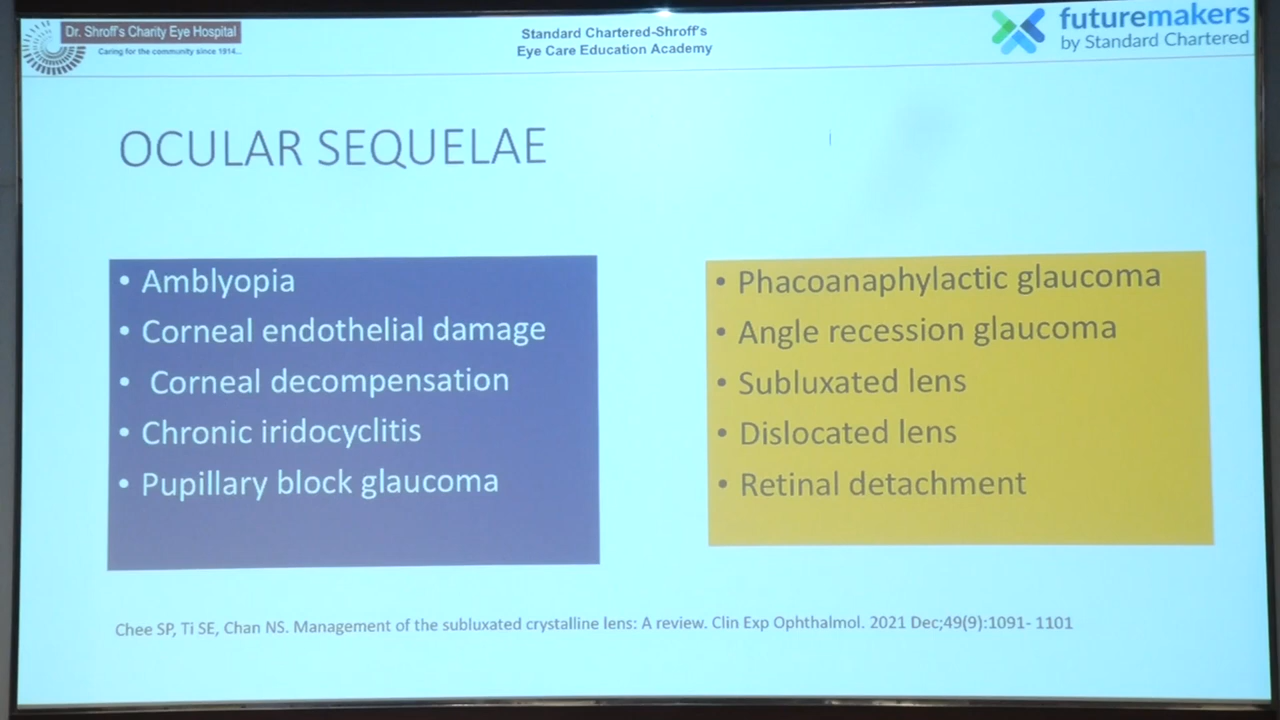 Dr. Shroff's Charity Eye Hospital
Caring for the community since 1914...
Standard Chartered-Shroff's
Eye Care Education Academy
futuremakers
by Standard Chartered
OCULAR SEQUELAE
• Amblyopia
• Corneal endothelial damage
• Corneal decompensation
• Chronic iridocyclitis
• Pupillary block glaucoma
• Phacoanaphylactic glaucoma
• Angle recession glaucoma
• Subluxated lens
• Dislocated lens
• Retinal detachment
Chee SP, Ti SE, Chan NS. Management of the subluxated crystalline lens: A review. Clin Exp Ophthalmol. 2021 Dec;49(9):1091- 1101